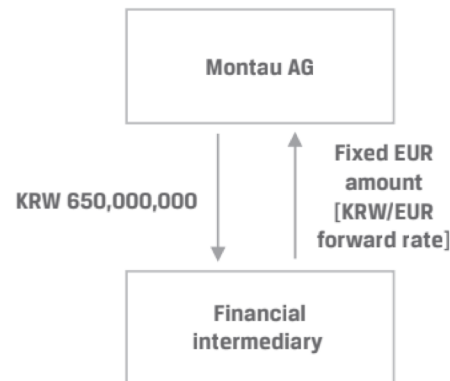 Montau AG
KRW 650,000,000
Fixed EUR
amount
[KRW/EUR
forward rate]
Financial
intermediary